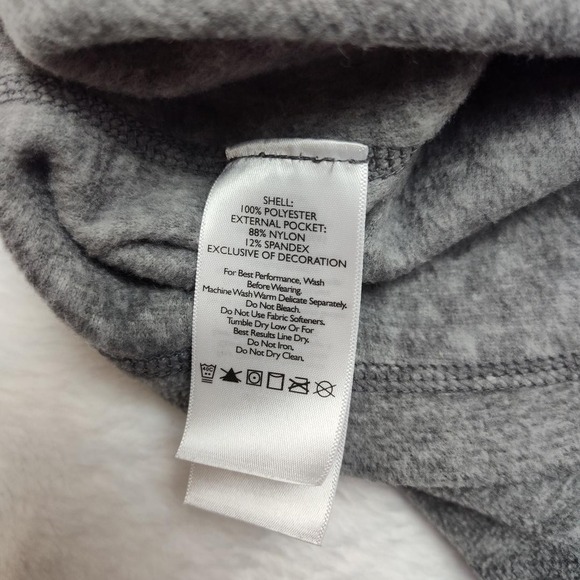 SHELL:
100% POLYESTER
EXTERNAL POCKET:
88% NYLON
12% SPANDEX
EXCLUSIVE OF DECORATION
For Best Performance, Wash
Before Wearing.
Machine Wash Warm Delicate Separately.
Do Not Bleach.
Do Not Use Fabric Softeners.
Tumble Dry Low Or For
Best Results Line Dry.
Do Not Iron.
Do Not Dry Clean.
40C